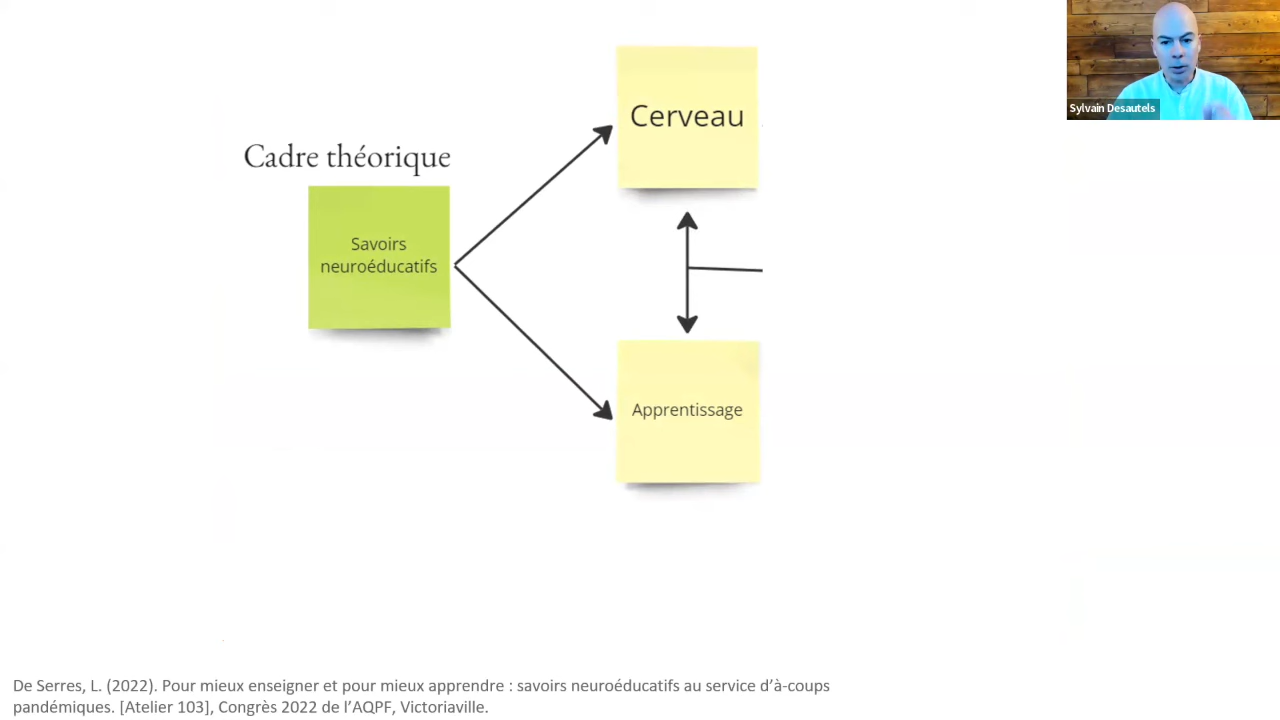 Sylvain Desautels
Cerveau
Cadre théorique
Savoirs
neuroéducatifs
Apprentissage
De Serres, L. (2022). Pour mieux enseigner et pour mieux apprendre : savoirs neuroéducatifs au service d’à-coups
pandémiques. [Atelier 103], Congrès 2022 de l’AQPF, Victoriaville.